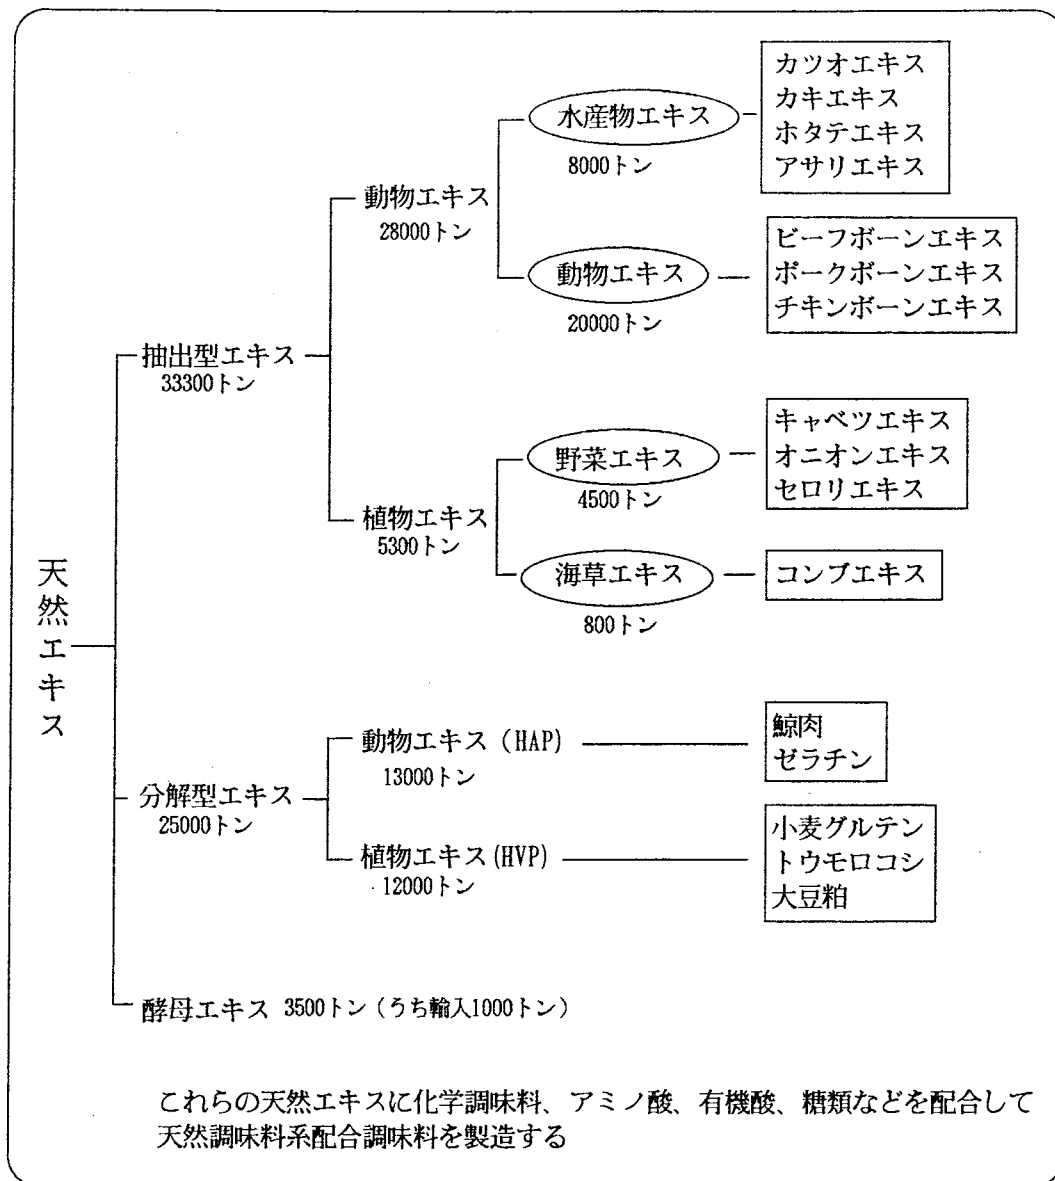 天然エキス
抽出型エキス
33300トン
動物エキス
28000トン
水産物エキス
8000トン
カツオエキス
カキエキス
ホタテエキス
アサリエキス
動物エキス
20000トン
ビーフボーンエキス
ポークボーンエキス
チキンボーンエキス
植物エキス
5300トン
野菜エキス
4500トン
キャベツエキス
オニオンエキス
セロリエキス
海草エキス
800トン
コンブエキス
分解型エキス
25000トン
動物エキス(HAP)
13000トン
鯨肉
ゼラチン
植物エキス(HVP)
12000トン
小麦グルテン
トウモロコシ
大豆粕
酵母エキス 3500トン(うち輸入1000トン)
これらの天然エキスに化学調味料、アミノ酸、有機酸、糖類などを配合して
天然調味料系配合調味料を製造する